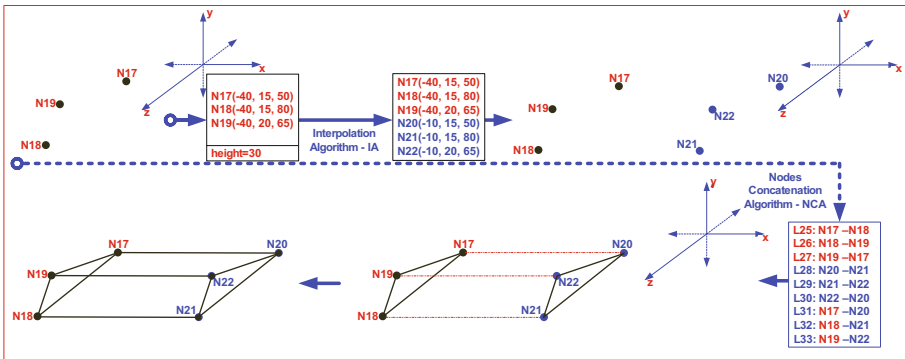 y
x
z
N17
N19
N18
N17(-40, 15, 50)
N18(-40, 15, 80)
N19(-40, 20, 65)
height=30
Interpolation
Algorithm - IA
N17(-40, 15, 50)
N18(-40, 15, 80)
N19(-40, 20, 65)
N20(-10, 15, 50)
N21(-10, 15, 80)
N22(-10, 20, 65)
N17
N19
N18
N20
N22
N21
y
x
z
Nodes
Concatenation
Algorithm - NCA
y
x
z
L25: N17 –N18
L26: N18 –N19
L27: N19 –N17
L28: N20 –N21
L29: N21 –N22
L30: N22 –N20
L31: N17 –N20
L32: N18 –N21
L33: N19 –N22
N17
N20
N19
N22
N18
N21
N17
N20
N19
N22
N18
N21